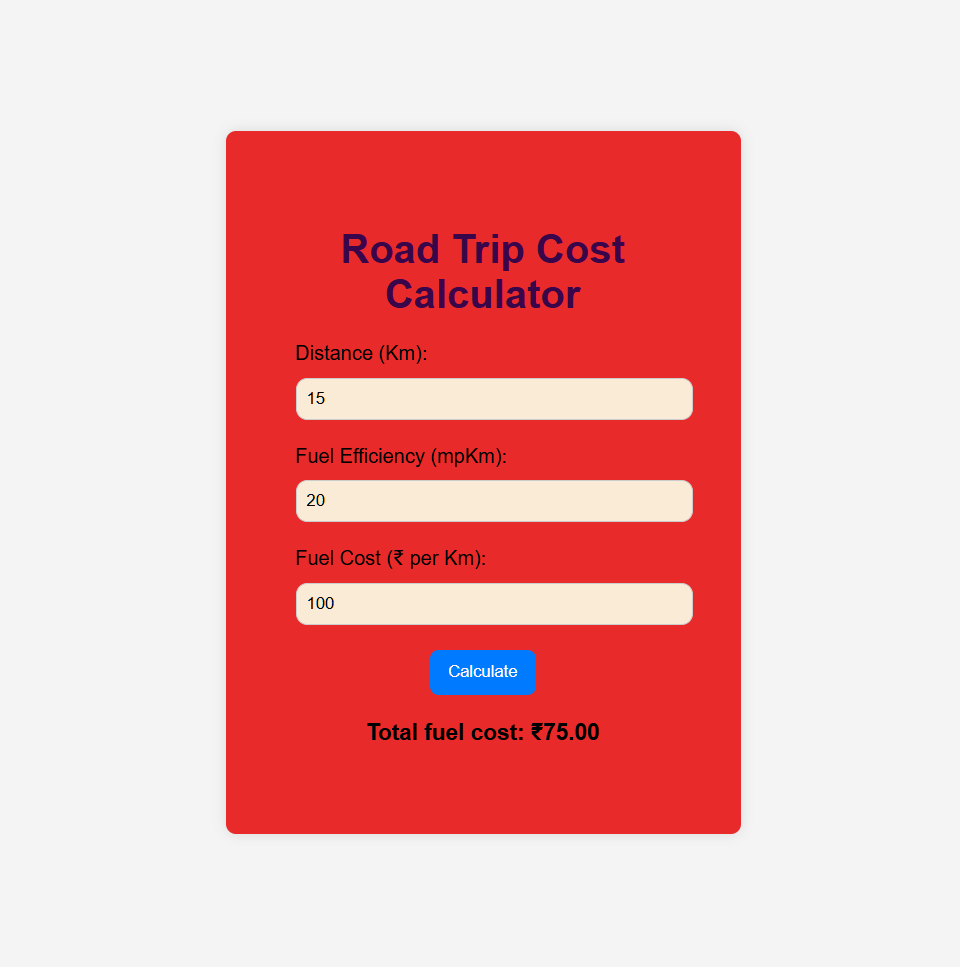 Road Trip Cost
Calculator
Distance (Km):
15
Fuel Efficiency (mpKm):
20
Fuel Cost (₹ per Km):
100
Calculate
Total fuel cost: ₹75.00